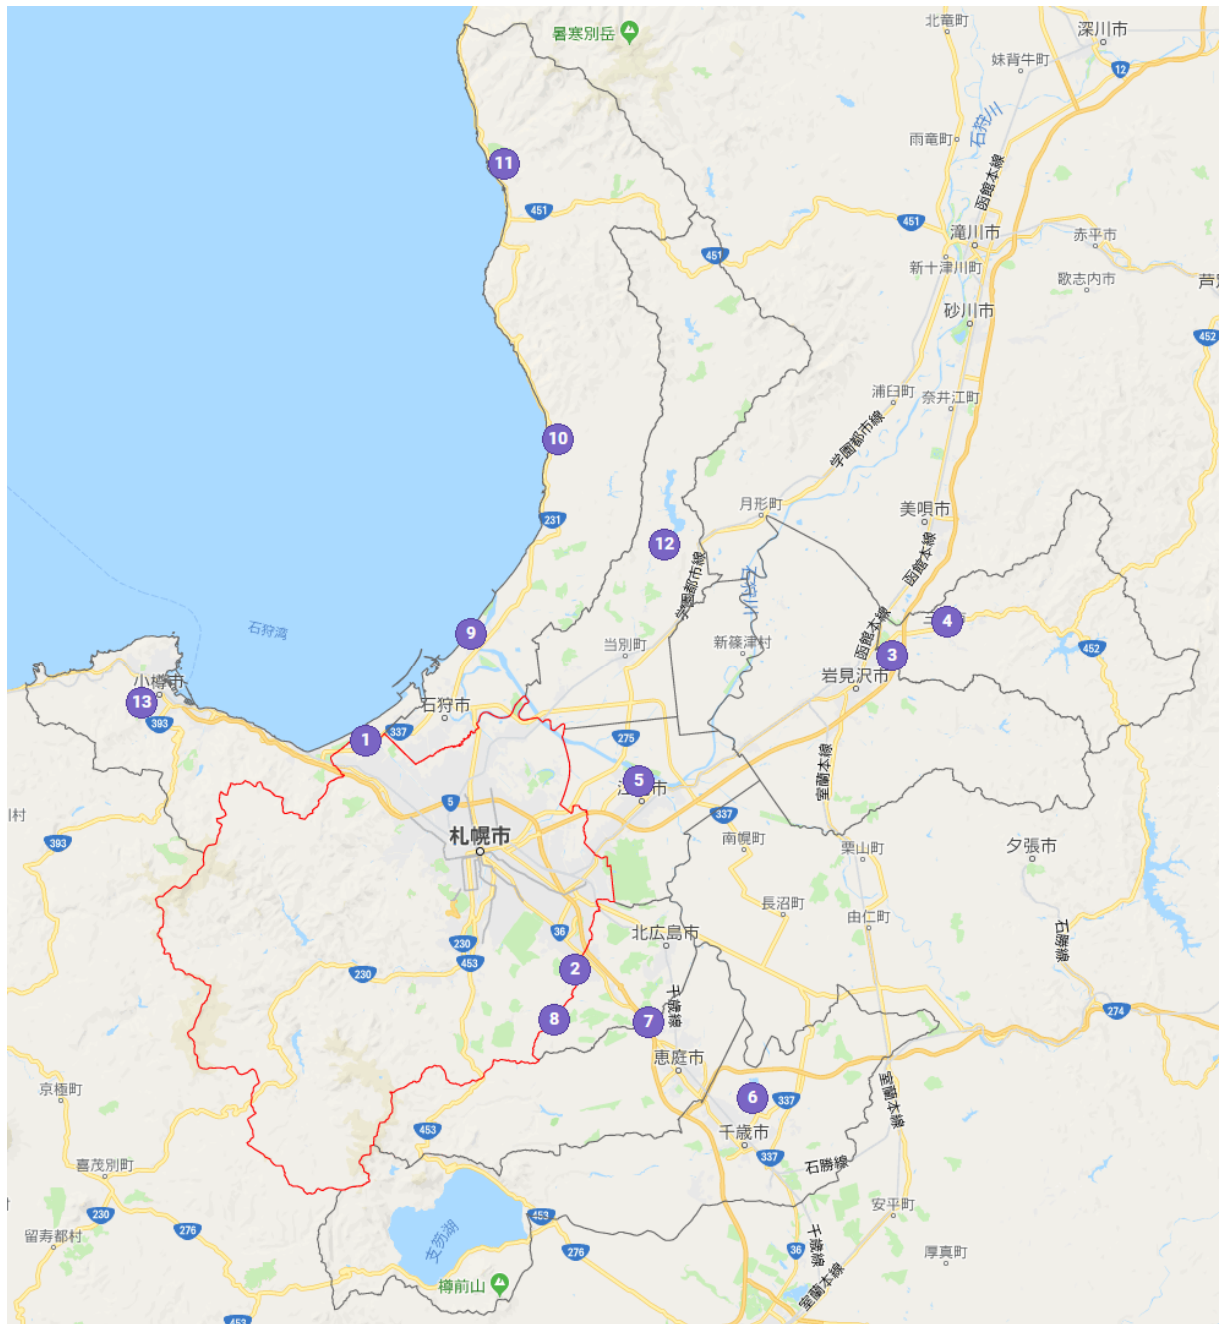 北竜町
深川市
暑寒別岳
妹背牛町
12
石狩川
雨竜町
11
函館本線
451
451
滝川市
赤平市
451
新十津川町
歌志内市
砂川市
452
浦臼町
奈井江町
10
学園都市線
月形町
美唄市
231
12
函館本線
学園都市線
石狩川
4
石狩湾
9
当別町
新篠津村
函館本線
3
452
岩見沢市
小樽市
13
393
石狩市
1
337
275
室蘭本線
5
5
337
393
札幌市
南幌町
栗山町
夕張市
長沼町
由仁町
36
北広島市
230
453
石勝線
230
2
千歳線
8
7
274
恵庭市
京極町
6
337
室蘭本線
453
千歳市
喜茂別町
337
石勝線
230
453
安平町
276
支笏湖
留寿都村
276
36
千歳線
厚真町
樽前山
室蘭本線
453